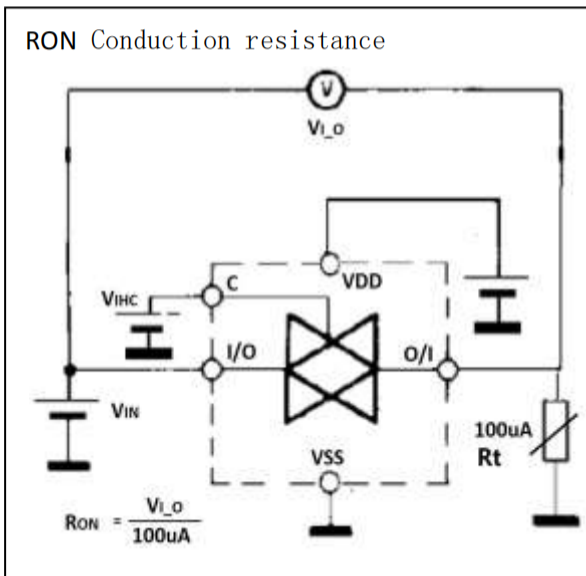 RON Conduction resistance
V
VI_O
C
VDD
VIHC
I/O
O/I
VIN
100uA
Rt
VSS
RON = VI_O
100uA